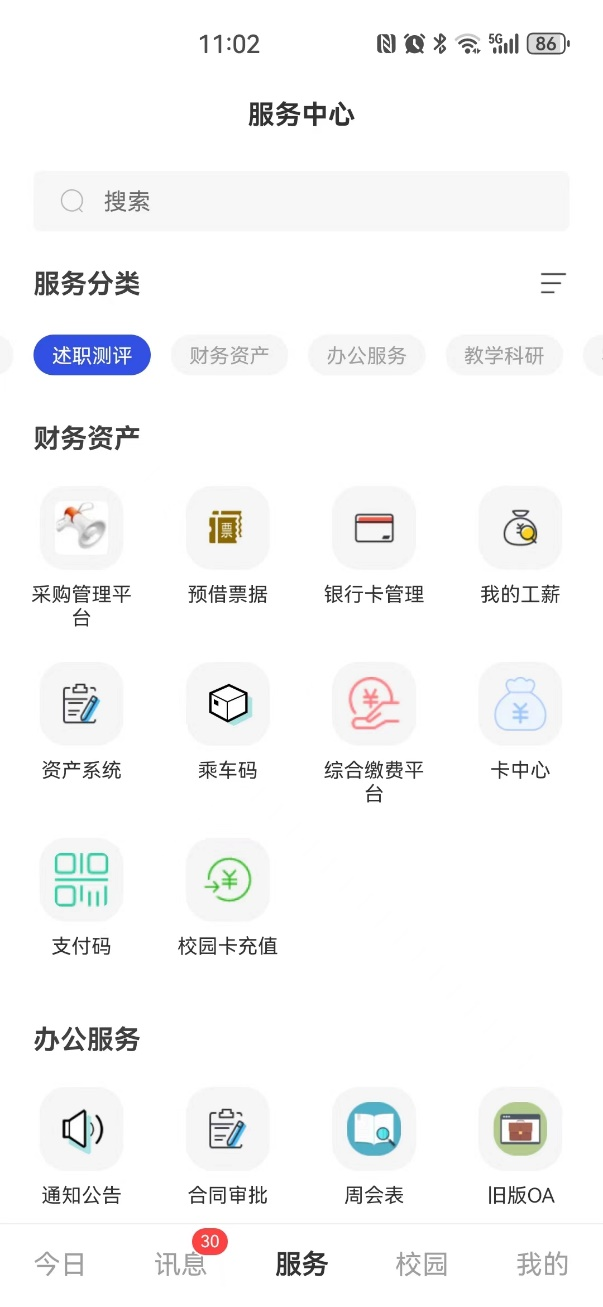 11:02
5G
86
服务中心
搜索
服务分类
述职测评
财务资产
办公服务
教学科研
财务资产
票
采购管理平
台
预借票据
银行卡管理
我的工薪
资产系统
乘车码
综合缴费平
台
卡中心
支付码
校园卡充值
办公服务
通知公告
合同审批
周会表
旧版OA
30
今日
讯息
服务
校园
我的